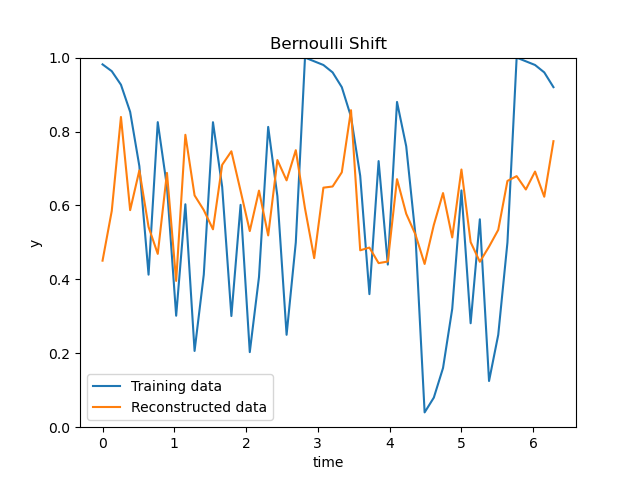 Bernoulli Shift
1.0
0.8
0.6
0.4
0.2
0.0
y
Training data
Reconstructed data
0 1 2 3 4 5 6
time